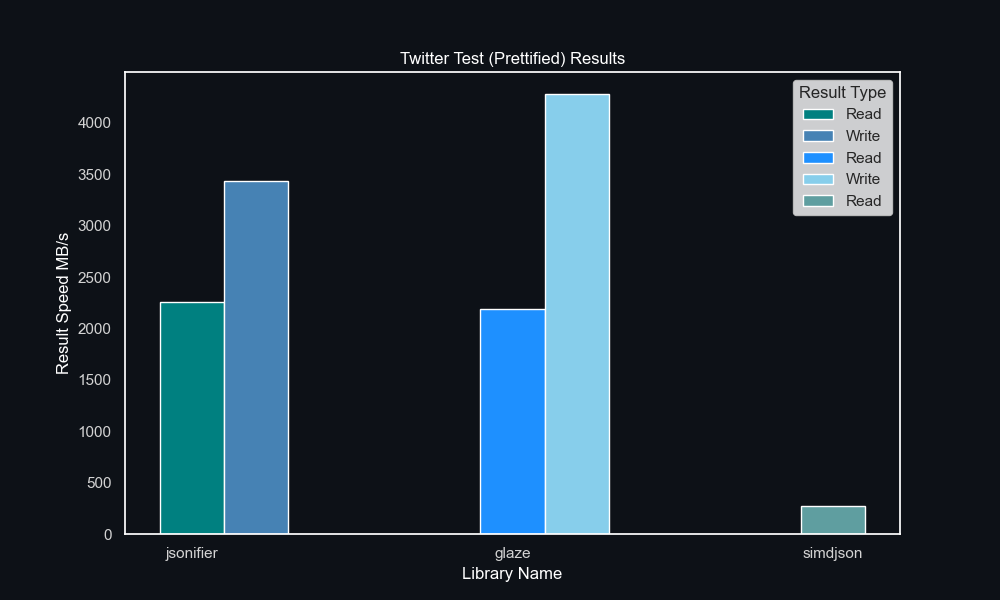 Twitter Test (Prettified) Results
Result Type
Read
Write
Read
Write
Read
Result Speed MB/s
4000
3500
3000
2500
2000
1500
1000
500
0
jsonifier
glaze
simdjson
Library Name